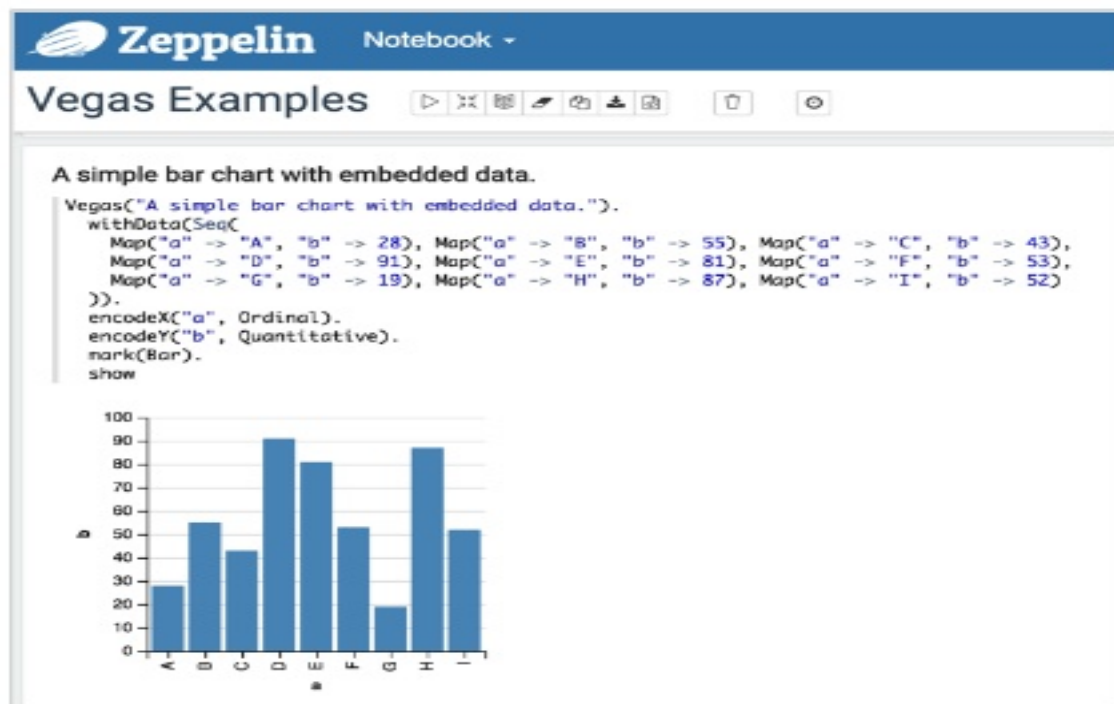 Zeppelin Notebook
Vegas Examples
A simple bar chart with embedded data.
Vegas("A simple bar chart with embedded data.").
withData(Seq(
Map("a" -> "A", "b" -> 28), Map("a" -> "B", "b" -> 55), Map("a" -> "C", "b" -> 43),
Map("a" -> "D", "b" -> 91), Map("a" -> "E", "b" -> 81), Map("a" -> "F", "b" -> 53),
Map("a" -> "G", "b" -> 19), Map("a" -> "H", "b" -> 87), Map("a" -> "I", "b" -> 52)
)).
encodeX("a", Ordinal).
encodeY("b", Quantitative).
mark(Bar).
show
100
90
80
70
60
50
40
30
20
10
0
b
A B C D E F G H I
a